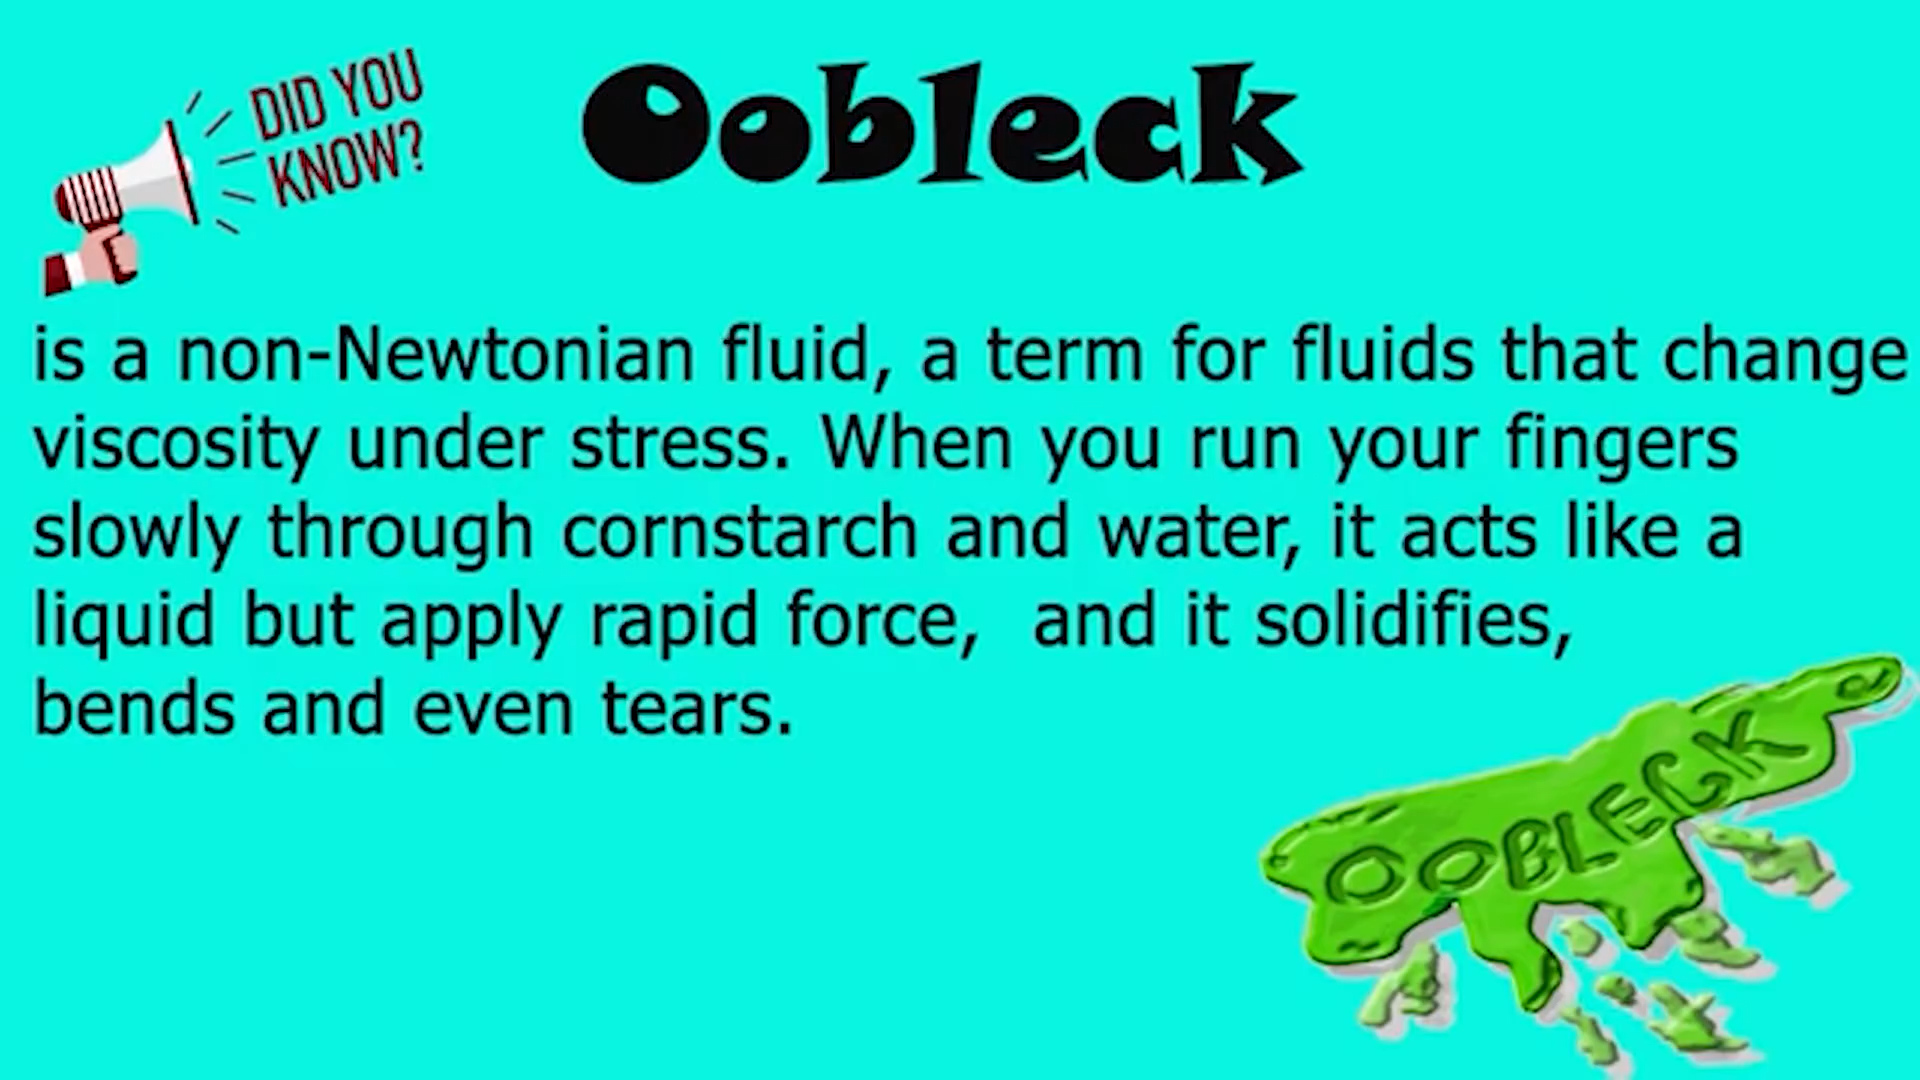 DID YOU
KNOW?
Oobleck
is a non-Newtonian fluid, a term for fluids that change
viscosity under stress. When you run your fingers
slowly through cornstarch and water, it acts like a
liquid but apply rapid force,  and it solidifies,
bends and even tears.
OOBLECK